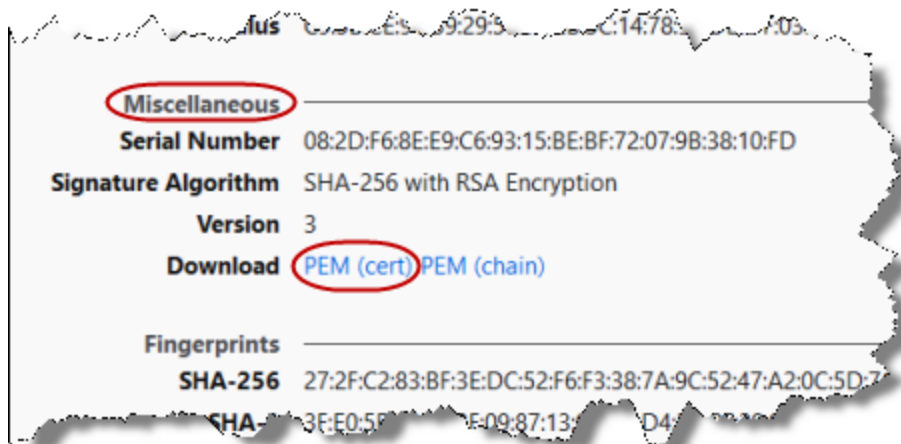 Miscellaneous
Serial Number 08:2D:F6:8E:E9:C6:93:15:BE:BF:72:07:9B:38:10:FD
Signature Algorithm SHA-256 with RSA Encryption
Version 3
Download PEM (cert) PEM (chain)
Fingerprints
SHA-256 27:2F:C2:83:BF:3E:DC:52:F6:F3:38:7A:9C:52:47:A2:0C:5D: